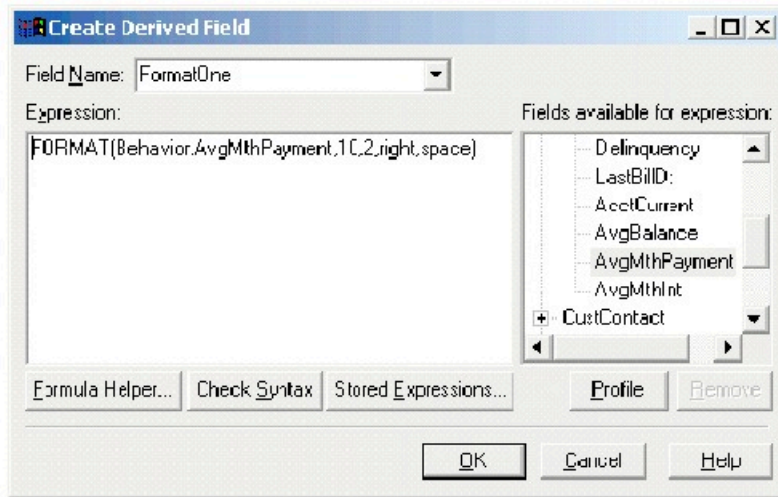 Create Derived Field
Field Name: FormatOne
Expression:
Fields available for expression:
FORMAT(Behavior.AvgMthPayment,10,2,right,space)
Delinquency
LastBillID:
AcctCurrent
AvgBalance
AvgMthPayment
AvgMthInt
CustContact
Formula Helper...
Check Syntax
Stored Expressions...
Profile
Remove
OK
Cancel
Help